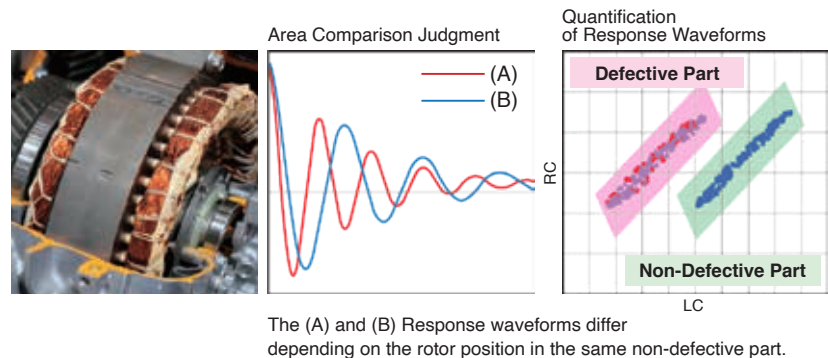 Area Comparison Judgment
(A)
(B)
The (A) and (B) Response waveforms differ
depending on the rotor position in the same non-defective part.
Quantification
of Response Waveforms
Defective Part
RC
Non-Defective Part
LC